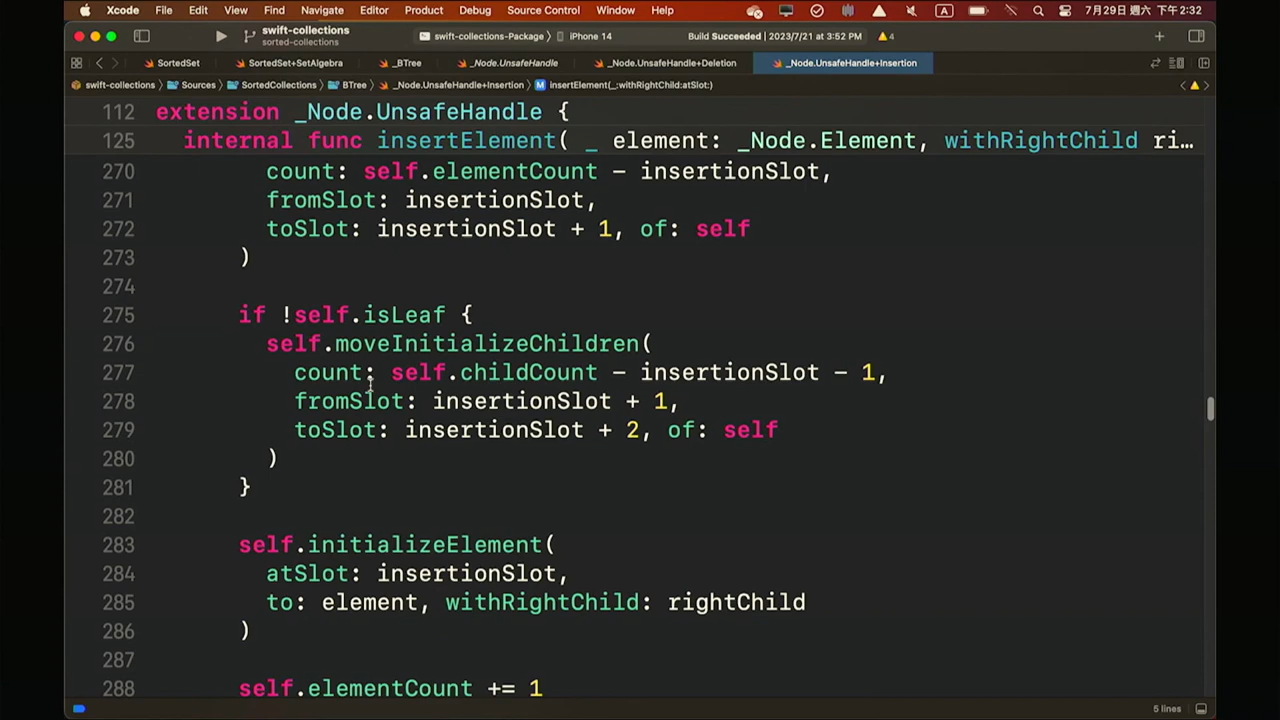 Xcode File Edit View Find Navigate Editor Product Debug Source Control Window Help A 7月29日 週六 下午 2:32
swift-collections
sorted-collections
swift-collections-Package 〉 iPhone 14
Build Succeeded | 2023/7/21 at 3:52 PM 4
SortedSet SortedSet+SetAlgebra _BTree _Node.UnsafeHandle _Node.UnsafeHandle+Deletion _Node.UnsafeHandle+Insertion
swift-collections 〉 Sources 〉 SortedCollections 〉 BTree 〉 _Node.UnsafeHandle+Insertion 〉 M insertElement(_:withRightChild:atSlot:)
112 extension _Node.UnsafeHandle {
125 internal func insertElement( _ element: _Node.Element, withRightChild ri…
270 count: self.elementCount - insertionSlot,
271 fromSlot: insertionSlot,
272 toSlot: insertionSlot + 1, of: self
273 )
274
275 if !self.isLeaf {
276 self.moveInitializeChildren(
277 count: self.childCount - insertionSlot - 1,
278 fromSlot: insertionSlot + 1,
279 toSlot: insertionSlot + 2, of: self
280 )
281 }
282
283 self.initializeElement(
284 atSlot: insertionSlot,
285 to: element, withRightChild: rightChild
286 )
287
288 self.elementCount += 1
5 lines